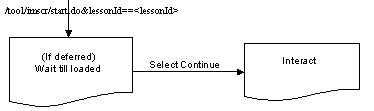 /tool/imscr/start.do&lessonId==<lessonId>
(If deferred)
Wait till loaded
Select Continue
Interact